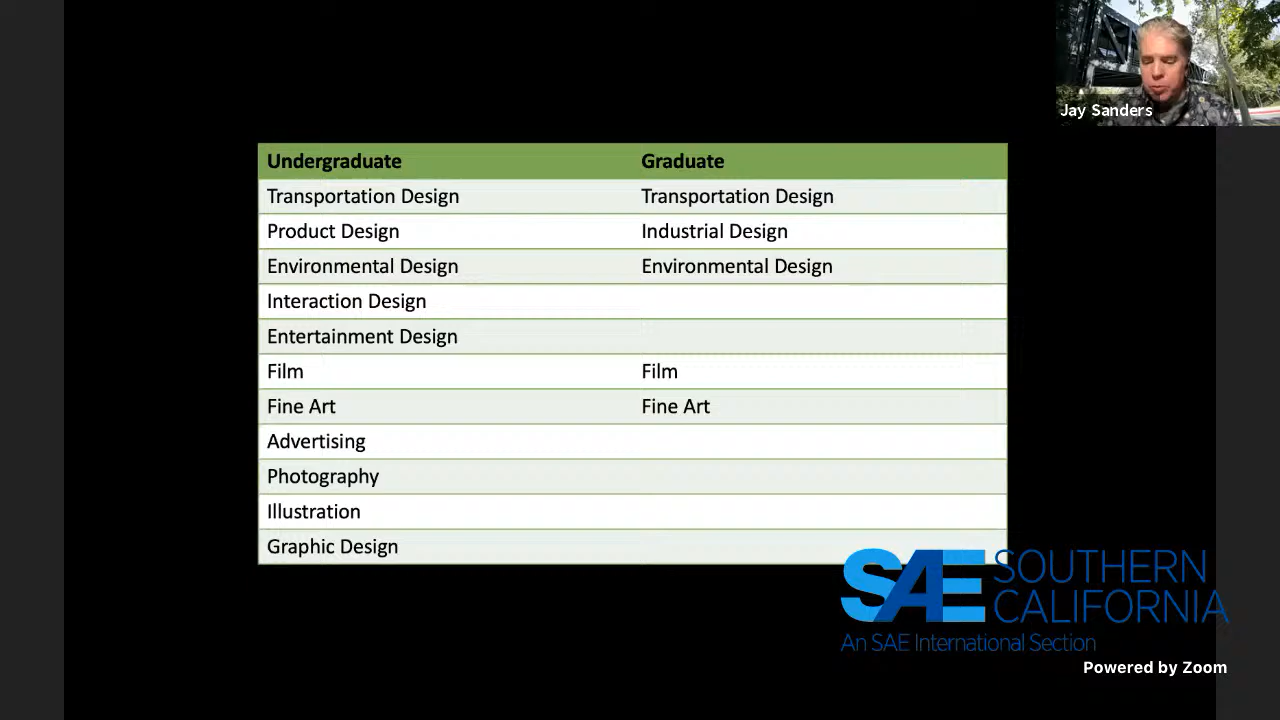 Jay Sanders
Undergraduate Graduate
Transportation Design Transportation Design
Product Design Industrial Design
Environmental Design Environmental Design
Interaction Design
Entertainment Design
Film Film
Fine Art Fine Art
Advertising
Photography
Illustration
Graphic Design
SAE SOUTHERN
CALIFORNIA
An SAE International Section
Powered by Zoom